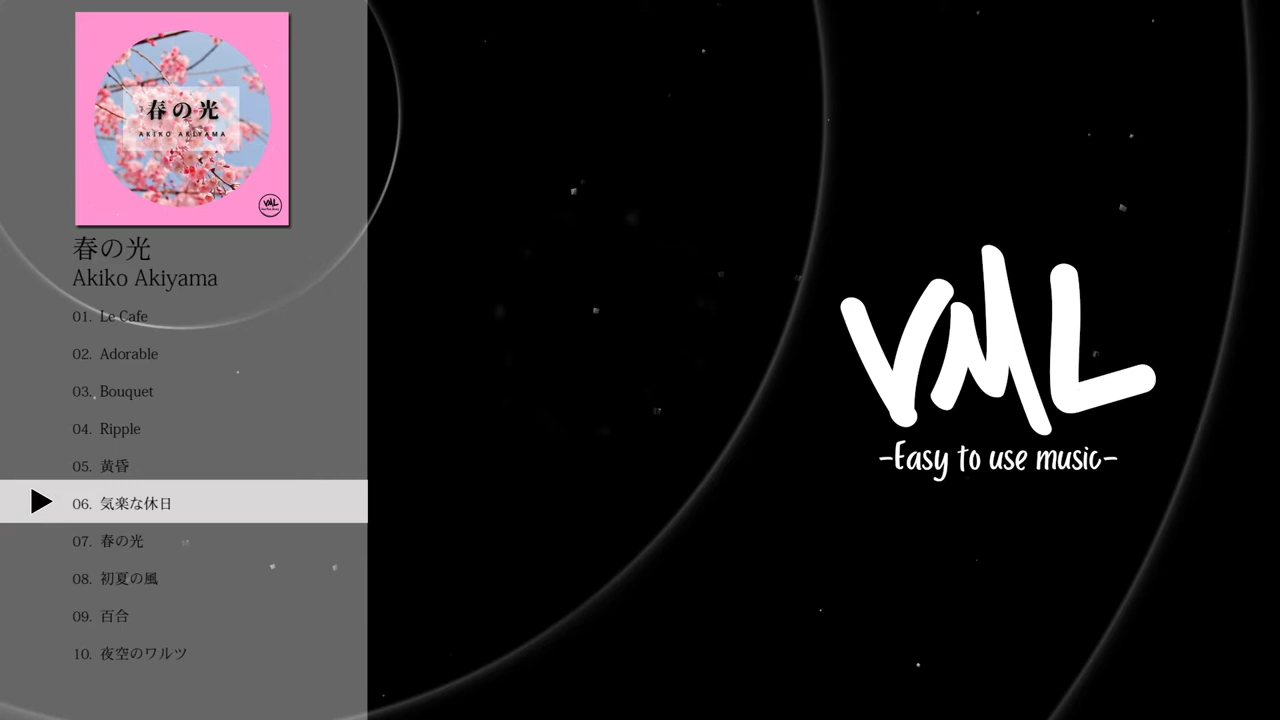 春の光
AKIKO AKIYAMA
VML
春の光
Akiko Akiyama
01. Le Cafe
02. Adorable
03. Bouquet
04. Ripple
05. 黄昏
06. 気楽な休日
07. 春の光
08. 初夏の風
09. 百合
10. 夜空のワルツ
VML
-Easy to use music-